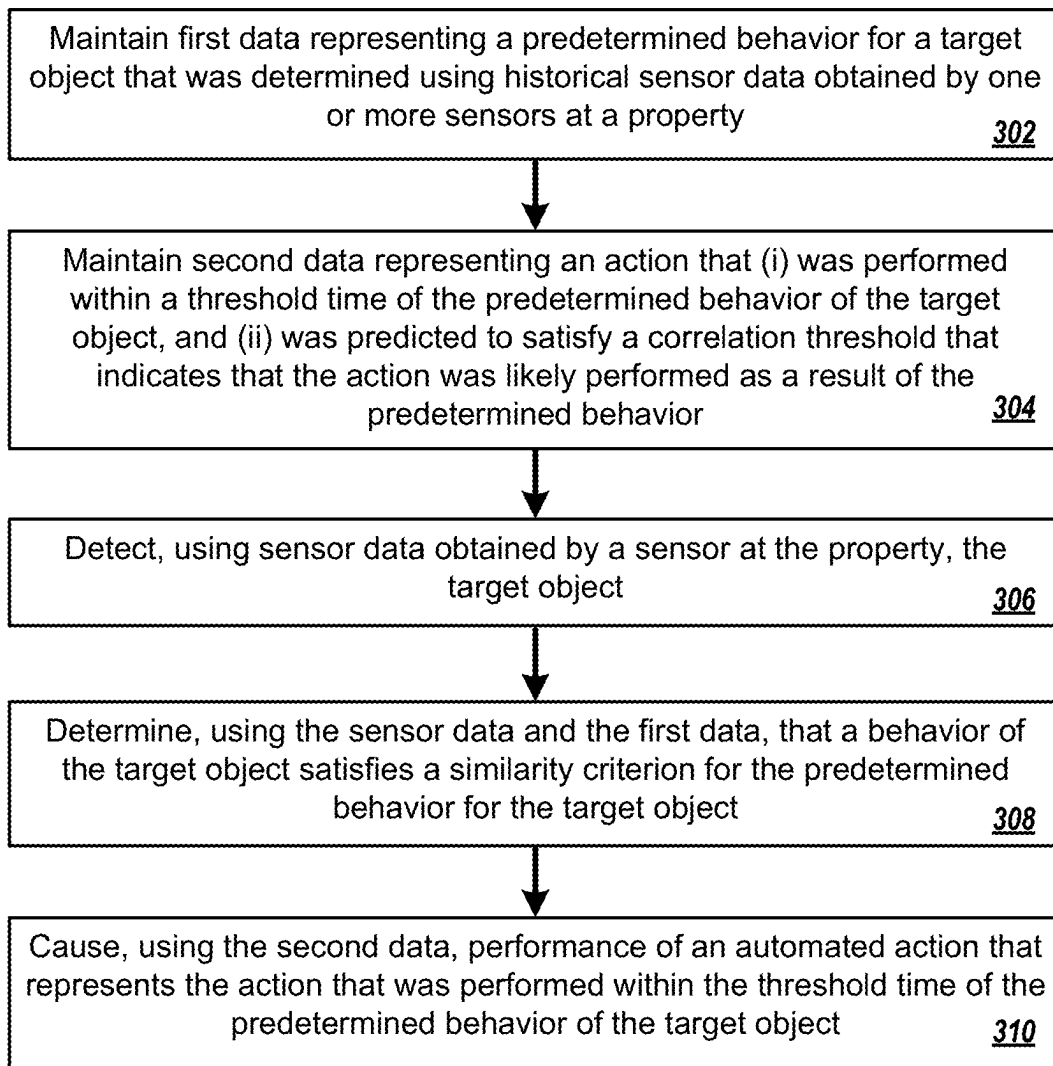 Maintain first data representing a predetermined behavior for a target
object that was determined using historical sensor data obtained by one
or more sensors at a property
302
Maintain second data representing an action that (i) was performed
within a threshold time of the predetermined behavior of the target
object, and (ii) was predicted to satisfy a correlation threshold that
indicates that the action was likely performed as a result of the
predetermined behavior
304
Detect, using sensor data obtained by a sensor at the property, the
target object
306
Determine, using the sensor data and the first data, that a behavior of
the target object satisfies a similarity criterion for the predetermined
behavior for the target object
308
Cause, using the second data, performance of an automated action that
represents the action that was performed within the threshold time of the
predetermined behavior of the target object
310